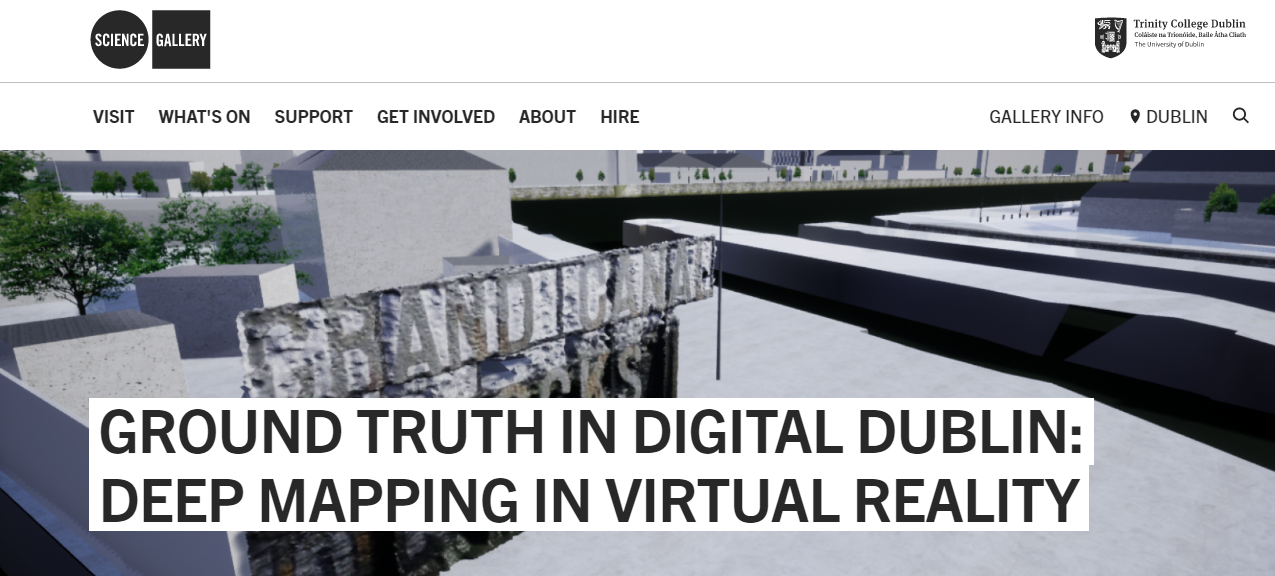 SCIENCE GALLERY
Trinity College Dublin
Coláiste na Tríonóide, Baile Átha Cliath
The University of Dublin
VISIT WHAT'S ON SUPPORT GET INVOLVED ABOUT HIRE GALLERY INFO DUBLIN
GRAND CANAL
GROUND TRUTH IN DIGITAL DUBLIN:
DEEP MAPPING IN VIRTUAL REALITY